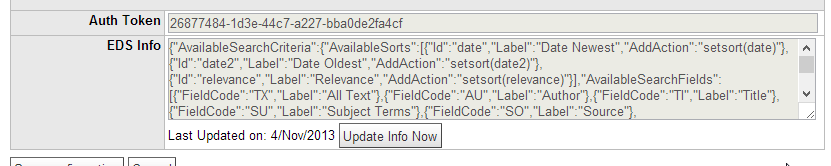 Auth Token 26877484-1d3e-44c7-a227-bba0de2fa4cf
EDS Info {"AvailableSearchCriteria":{"AvailableSorts":[{"Id":"date","Label":"Date Newest","AddAction":"setsort(date)"},
{"Id":"date2","Label":"Date Oldest","AddAction":"setsort(date2)"},
{"Id":"relevance","Label":"Relevance","AddAction":"setsort(relevance)"}],"AvailableSearchFields":
[{"FieldCode":"TX","Label":"All Text"},{"FieldCode":"AU","Label":"Author"},{"FieldCode":"TI","Label":"Title"},
{"FieldCode":"SU","Label":"Subject Terms"},{"FieldCode":"SO","Label":"Source"},
Last Updated on: 4/Nov/2013 Update Info Now